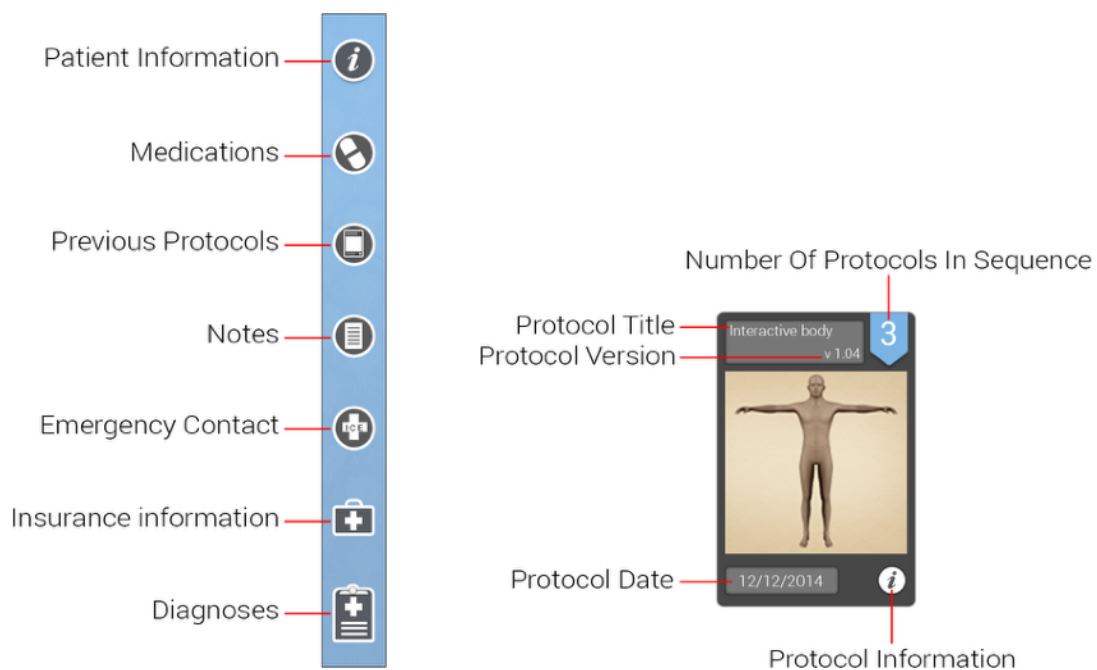 Patient Information
i
Medications
Previous Protocols
Notes
Emergency Contact
ICE
Insurance information
Diagnoses
Number Of Protocols In Sequence
Protocol Title
Interactive body
3
Protocol Version
v 1.04
Protocol Date
12/12/2014
i
Protocol Information